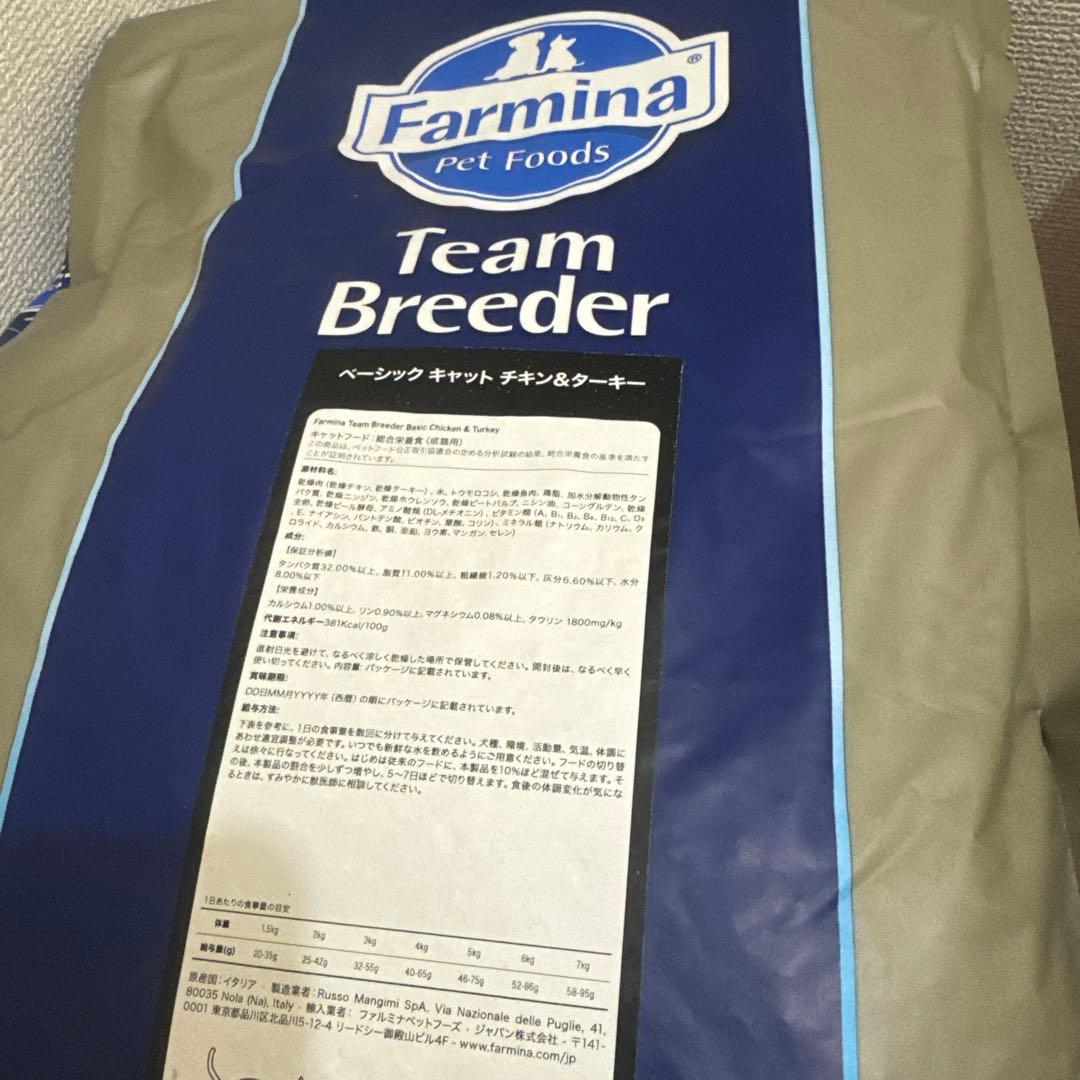 Farmina®
Pet Foods
Team
Breeder
ベーシック キャット チキン&ターキー
Farmina Team Breeder Basic Chicken & Turkey
キャットフード：総合栄養食（成猫用）
この商品は、ペットフード公正取引協議会の定める分析試験の結果、総合栄養食の基準を満たす
ことが証明されています。
原材料名:
乾燥肉（乾燥チキン, 乾燥ターキー）、米、トウモロコシ, 乾燥魚肉, 鶏脂、加水分解動物性タン
パク質, 乾燥ニンジン, 乾燥ホウレンソウ, 乾燥ビートパルプ, ニシン油, コーングルテン, 乾燥
全卵, 乾燥ビール酵母, アミノ酸類（DL-メチオニン）、ビタミン類（A, B₁, B₂, B₆, B₁₂, C, D₃
, E, ナイアシン, パントテン酸, ビオチン, 葉酸, コリン）、ミネラル類（ナトリウム, カリウム, ク
ロライド, カルシウム, 鉄, 銅, 亜鉛, ヨウ素, マンガン, セレン）
成分:
【保証分析値】
タンパク質32.00%以上、脂質11.00%以上、粗繊維1.20%以下、灰分6.60%以下、水分
8.00%以下
【栄養成分】
カルシウム1.00%以上、リン0.90%以上、マグネシウム0.08%以上、タウリン 1800mg/kg
代謝エネルギー381Kcal/100g
注意事項:
直射日光を避けて、なるべく涼しく乾燥した場所で保管してください。開封後は、なるべく早く
使い切ってください。内容量: パッケージに記載されています。
賞味期限:
DD日MM月YYYY年（西暦）の順にパッケージに記載されています。
給与方法:
下表を参考に、1日の食事量を数回に分けて与えてください。犬種、環境、活動量、気温、体調に
あわせ適宜調整が必要です。いつでも新鮮な水を飲めるようにご用意ください。フードの切り替
えは徐々に行なってください。はじめは従来のフードに、本製品を10%ほど混ぜて与えます。そ
の後、本製品の割合を少しずつ増やし、5～7日ほどで切り替えます。食後の体調変化が気にな
るときは、すみやかに獣医師に相談してください。
1日あたりの食事量の目安
体重 1.5kg 2kg 3kg 4kg 5kg 6kg 7kg
給与量(g) 20-35g 25-42g 32-55g 40-65g 46-75g 52-86g 58-95g
原産国：イタリア・製造業者：Russo Mangimi SpA. Via Nazionale delle Puglie, 41,
80035 Nola (Na), Italy・輸入業者： ファルミナペットフーズ・ジャパン株式会社 - 〒141-
0001 東京都品川区北品川5-12-4 リードシー御殿山ビル4F - www.farmina.com/jp